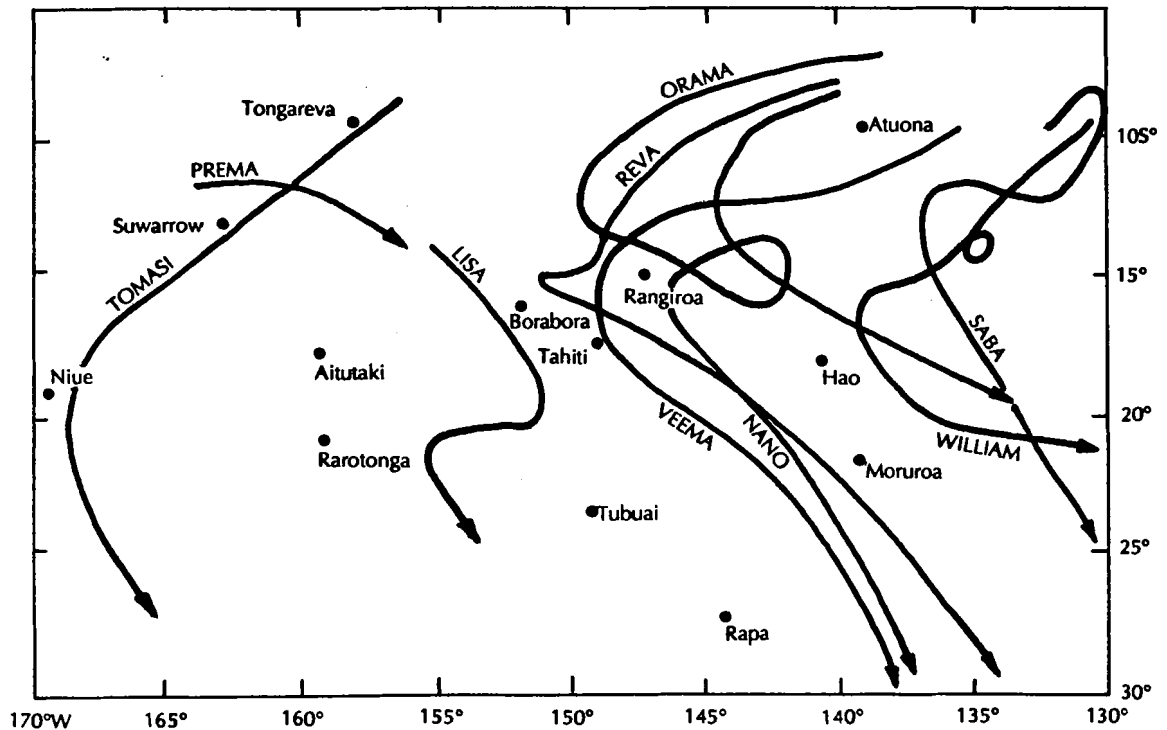 ORAMA
Tongareva
REVA
Atuona
10S°
PREMA
Suwarrow
TOMASI
LISA
Rangiroa
15°
Borabora
Tahiti
SABA
Niue
Aitutaki
Hao
VEEMA
NANO
WILLIAM
20°
Rarotonga
Moruroa
Tubuai
25°
Rapa
30°
170°W 165° 160° 155° 150° 145° 140° 135° 130°